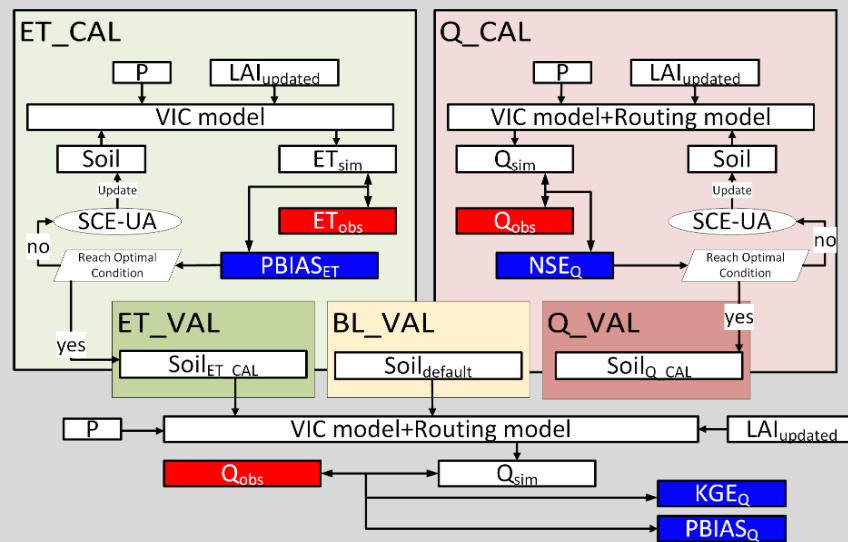 ET_CAL
P
LAIupdated
VIC model
Soil
ETsim
Update
SCE-UA
ETobs
no
Reach Optimal
Condition
PBIASET
yes
Q_CAL
P
LAIupdated
VIC model+Routing model
Qsim
Soil
Update
Qobs
SCE-UA
no
NSEQ
Reach Optimal
Condition
yes
ET_VAL
SoilET_CAL
BL_VAL
Soildefault
Q_VAL
SoilQ_CAL
P
VIC model+Routing model
LAIupdated
Qobs
Qsim
KGEQ
PBIASQ